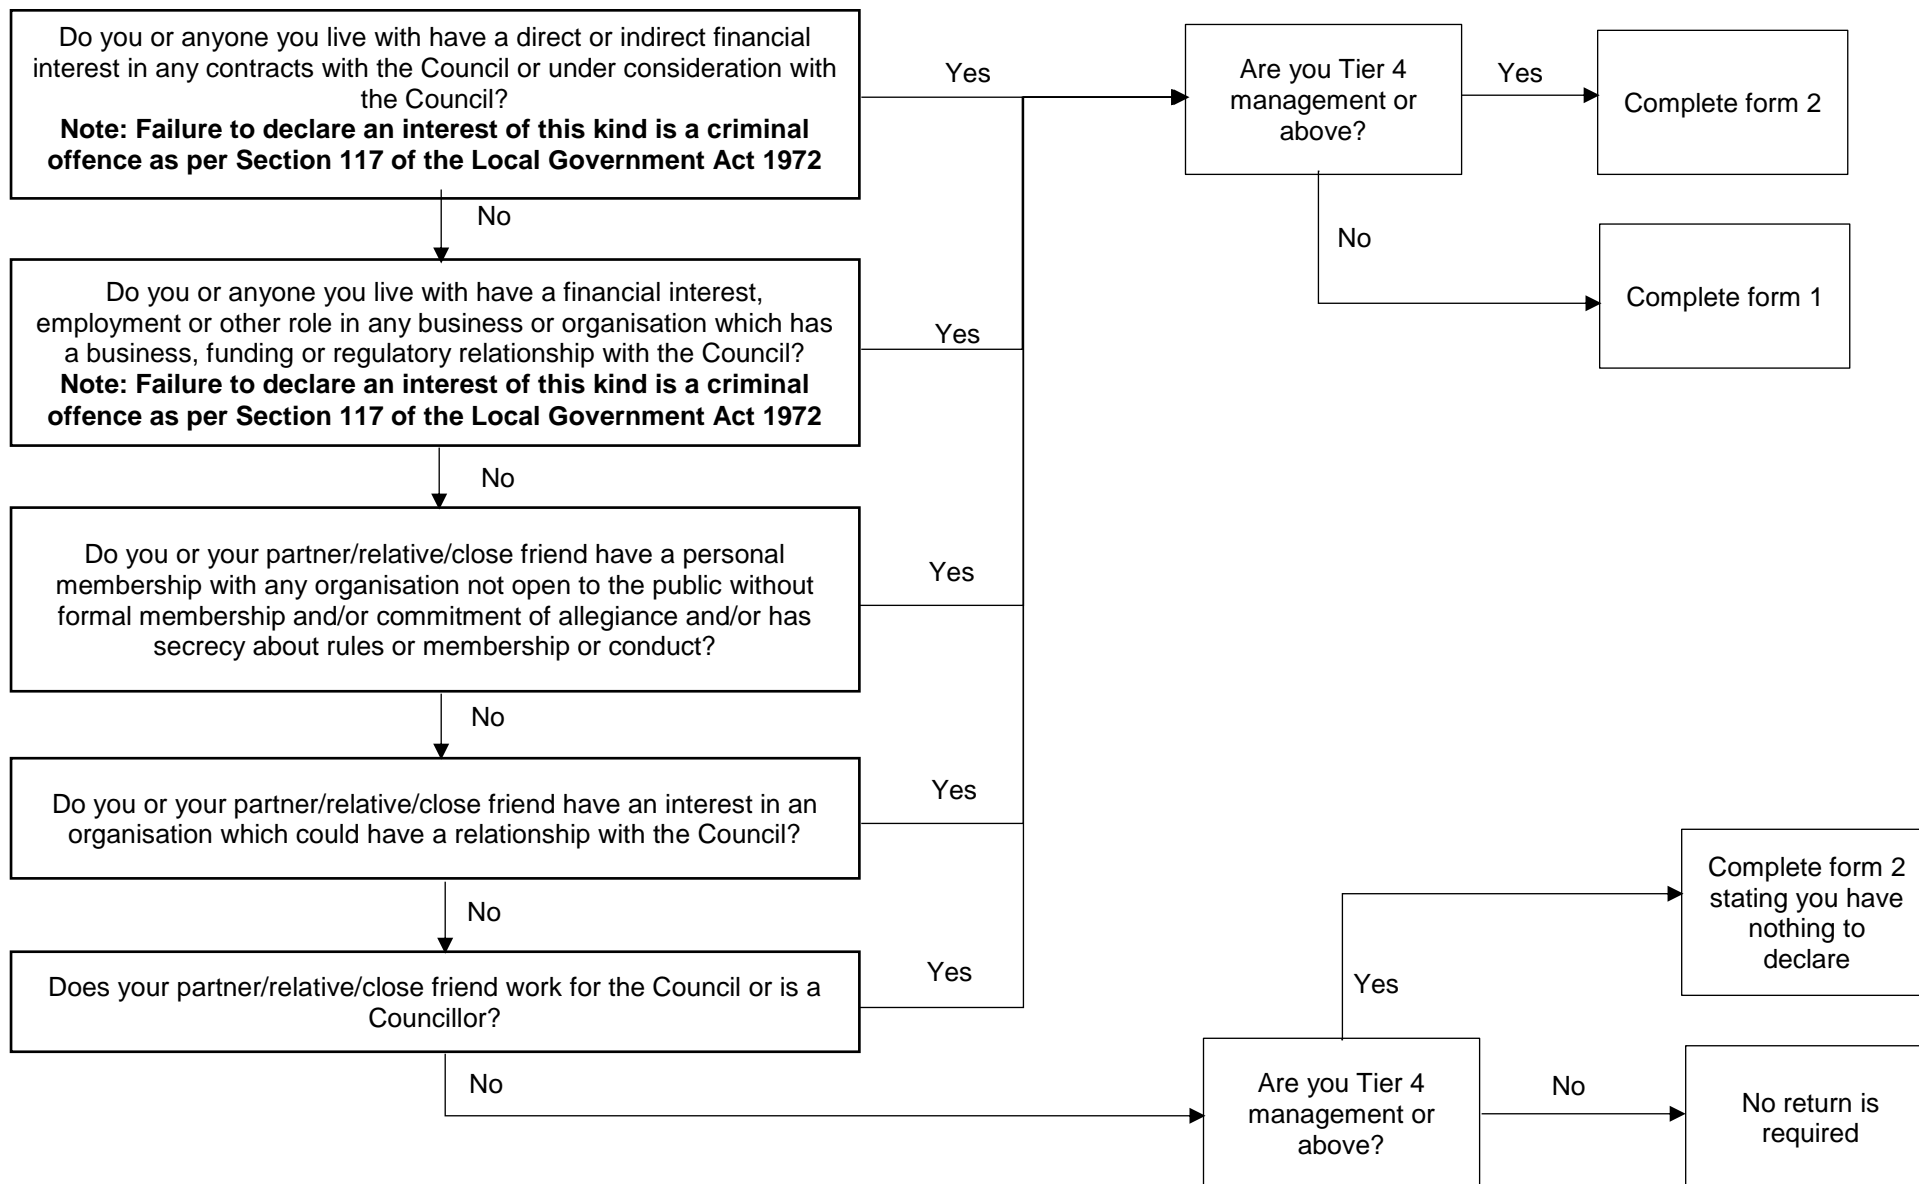 Do you or anyone you live with have a direct or indirect financial
interest in any contracts with the Council or under consideration with
the Council?
Note: Failure to declare an interest of this kind is a criminal
offence as per Section 117 of the Local Government Act 1972
Yes
Are you Tier 4
management or
above?
Yes
Complete form 2
No
No
Complete form 1
Do you or anyone you live with have a financial interest,
employment or other role in any business or organisation which has
a business, funding or regulatory relationship with the Council?
Note: Failure to declare an interest of this kind is a criminal
offence as per Section 117 of the Local Government Act 1972
Yes
No
Do you or your partner/relative/close friend have a personal
membership with any organisation not open to the public without
formal membership and/or commitment of allegiance and/or has
secrecy about rules or membership or conduct?
Yes
No
Do you or your partner/relative/close friend have an interest in an
organisation which could have a relationship with the Council?
Yes
No
Does your partner/relative/close friend work for the Council or is a
Councillor?
Yes
No
Are you Tier 4
management or
above?
Yes
Complete form 2
stating you have
nothing to
declare
No
No return is
required